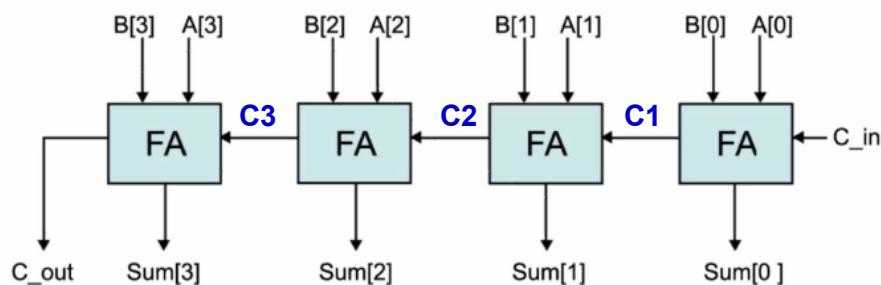 B[3] A[3] B[2] A[2] B[1] A[1] B[0] A[0]
C3 C2 C1
FA FA FA FA C_in
C_out Sum[3] Sum[2] Sum[1] Sum[0 ]